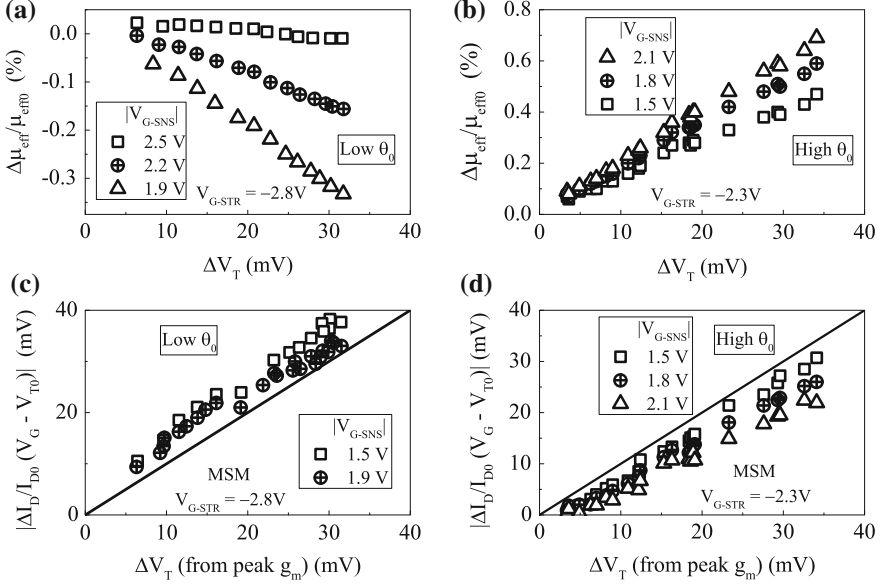 (a)
0.0
-0.1
-0.2
-0.3
Δμeff/μeff0 (%)
|VG-SNS|
2.5 V
2.2 V
1.9 V
Low θ0
VG-STR = −2.8V
0 10 20 30 40
ΔVT (mV)
(b)
0.8
0.6
0.4
0.2
0.0
Δμeff/μeff0 (%)
|VG-SNS|
2.1 V
1.8 V
1.5 V
High θ0
VG-STR = −2.3V
0 10 20 30 40
ΔVT (mV)
(c)
40
20
0
|ΔID/ID0 (VG - VT0)| (mV)
Low θ0
|VG-SNS|
1.5 V
1.9 V
MSM
VG-STR = −2.8V
0 10 20 30 40
ΔVT (from peak gm) (mV)
(d)
40
30
20
10
0
|ΔID/ID0 (VG - VT0)| (mV)
|VG-SNS|
1.5 V
1.8 V
2.1 V
High θ0
MSM
VG-STR = −2.3V
0 10 20 30 40
ΔVT (from peak gm) (mV)